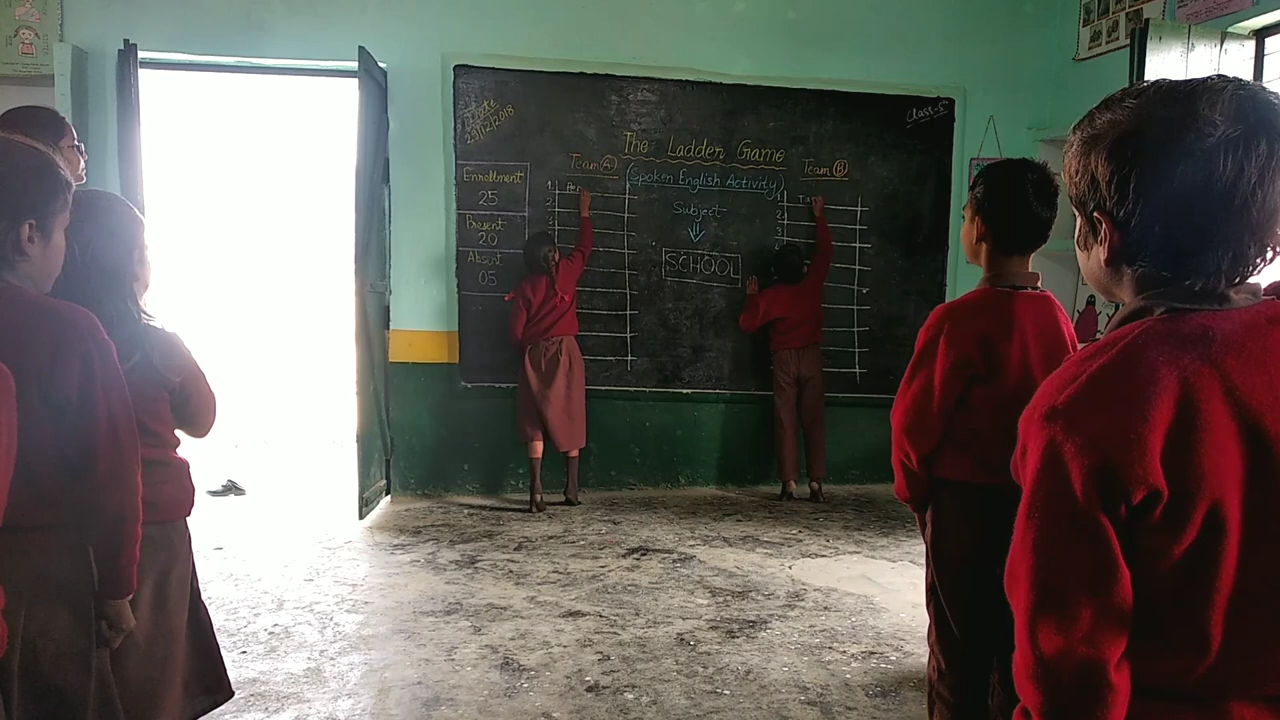 Date
29/12/2018
Class-5th
The Ladder Game
Team A
Team B
(Spoken English Activity)
Enrollment
25
Present
20
Absent
05
Subject
SCHOOL
1.
2.
3
1
2
3